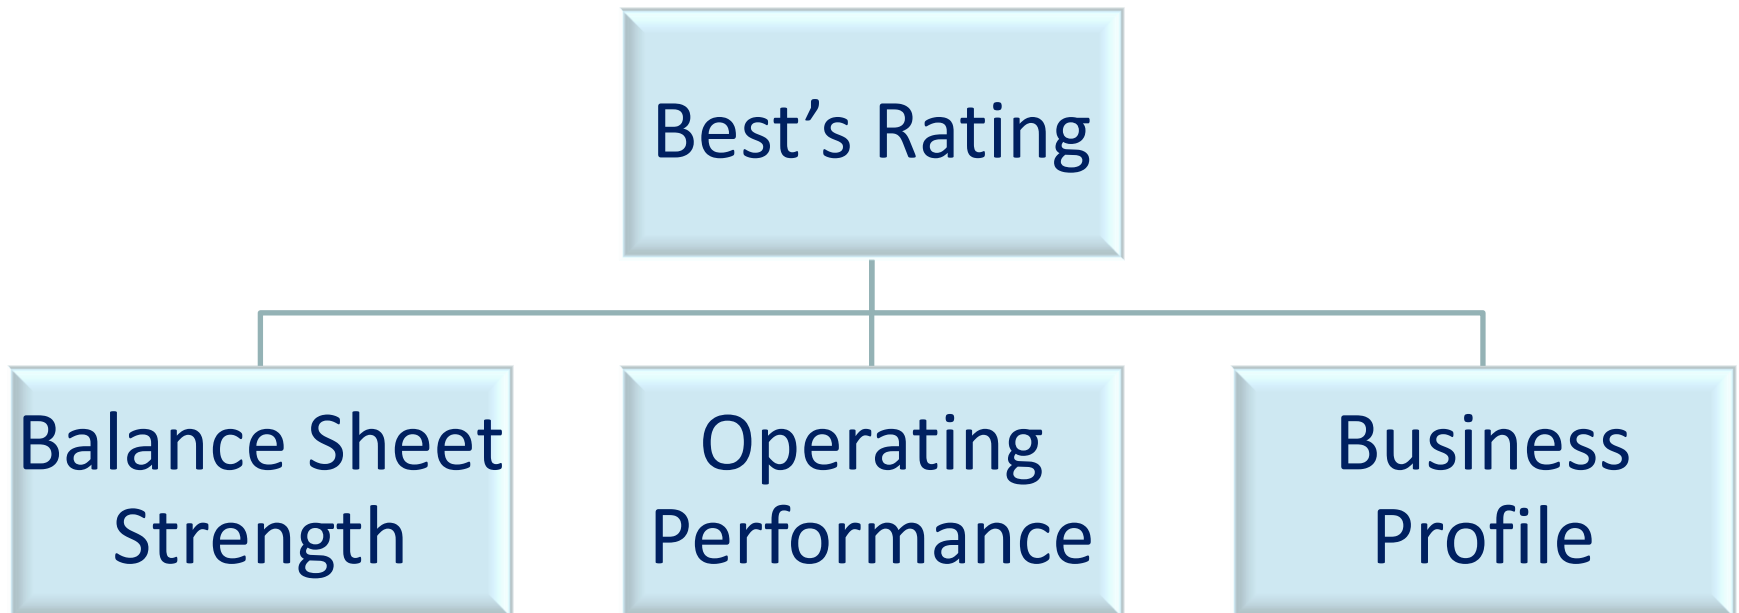 Best’s Rating
Balance Sheet
Strength
Operating
Performance
Business
Profile